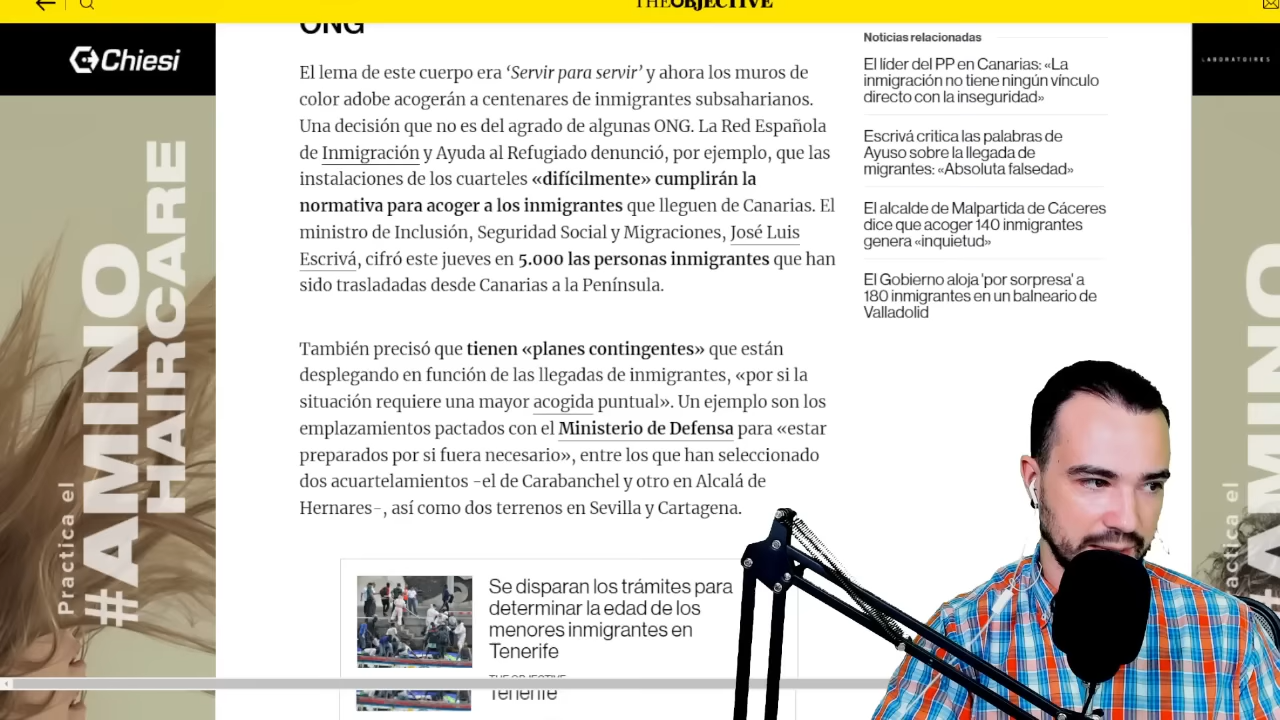 THEOBJECTIVE
ONG
El lema de este cuerpo era ‘Servir para servir’ y ahora los muros de
color adobe acogerán a centenares de inmigrantes subsaharianos.
Una decisión que no es del agrado de algunas ONG. La Red Española
de Inmigración y Ayuda al Refugiado denunció, por ejemplo, que las
instalaciones de los cuarteles «difícilmente» cumplirán la
normativa para acoger a los inmigrantes que lleguen de Canarias. El
ministro de Inclusión, Seguridad Social y Migraciones, José Luis
Escrivá, cifró este jueves en 5.000 las personas inmigrantes que han
sido trasladadas desde Canarias a la Península.
También precisó que tienen «planes contingentes» que están
desplegando en función de las llegadas de inmigrantes, «por si la
situación requiere una mayor acogida puntual». Un ejemplo son los
emplazamientos pactados con el Ministerio de Defensa para «estar
preparados por si fuera necesario», entre los que han seleccionado
dos acuartelamientos -el de Carabanchel y otro en Alcalá de
Hernares-, así como dos terrenos en Sevilla y Cartagena.
Se disparan los trámites para
determinar la edad de los
menores inmigrantes en
Tenerife
THE OBJECTIVE
Tenerife
Noticias relacionadas
El líder del PP en Canarias: «La
inmigración no tiene ningún vínculo
directo con la inseguridad»
Escrivá critica las palabras de
Ayuso sobre la llegada de
migrantes: «Absoluta falsedad»
El alcalde de Malpartida de Cáceres
dice que acoger 140 inmigrantes
genera «inquietud»
El Gobierno aloja 'por sorpresa' a
180 inmigrantes en un balneario de
Valladolid
Chiesi
Practica el
#AMINO
HAIRCARE
LABORATOIRES
#AMINO